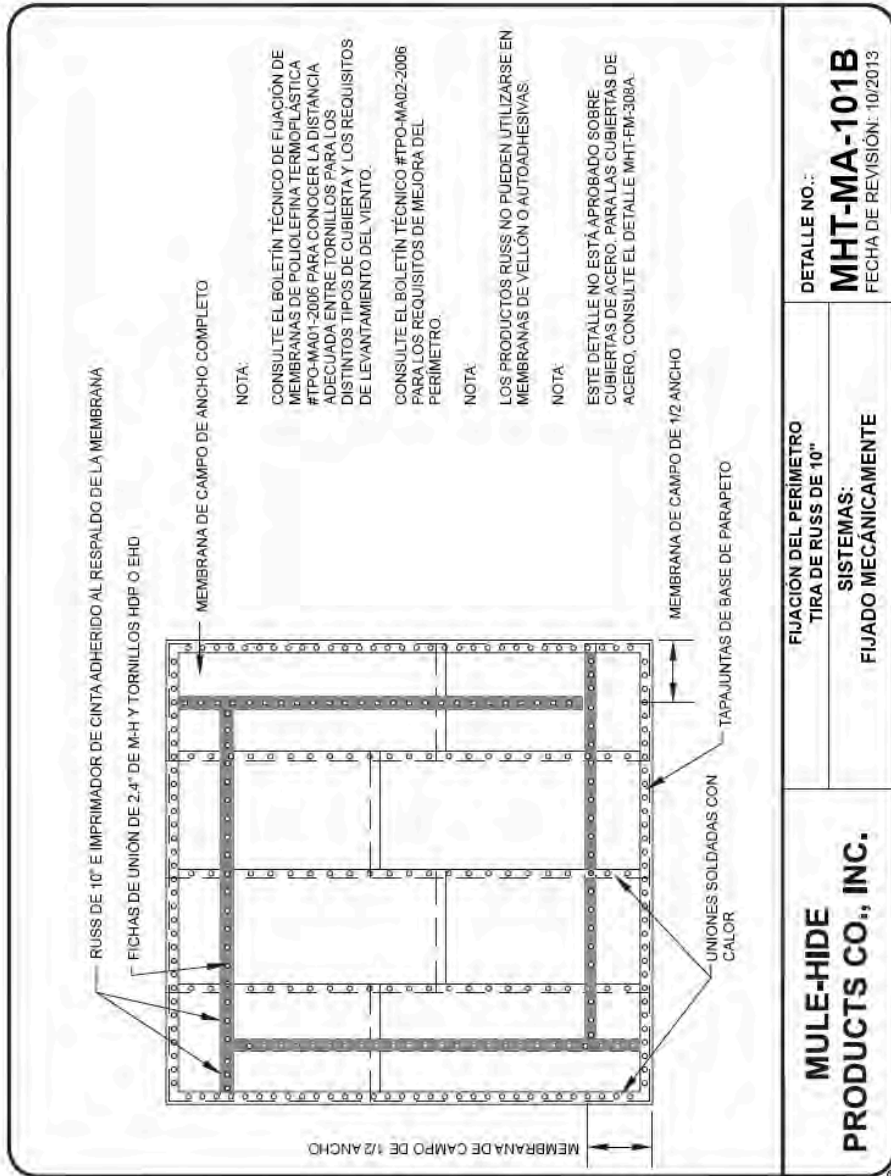 RUSS DE 10" E IMPRIMADOR DE CINTA ADHERIDO AL RESPALDO DE LA MEMBRANA
FICHAS DE UNIÓN DE 2,4" DE M-H Y TORNILLOS HDP O EHD
MEMBRANA DE CAMPO DE ANCHO COMPLETO
NOTA:
CONSULTE EL BOLETÍN TÉCNICO DE FIJACIÓN DE
MEMBRANAS DE POLIOLEFINA TERMOPLÁSTICA
#TPO-MA01-2006 PARA CONOCER LA DISTANCIA
ADECUADA ENTRE TORNILLOS PARA LOS
DISTINTOS TIPOS DE CUBIERTA Y LOS REQUISITOS
DE LEVANTAMIENTO DEL VIENTO.
CONSULTE EL BOLETÍN TÉCNICO #TPO-MA02-2006
PARA LOS REQUISITOS DE MEJORA DEL
PERÍMETRO.
NOTA:
LOS PRODUCTOS RUSS NO PUEDEN UTILIZARSE EN
MEMBRANAS DE VELLÓN O AUTOADHESIVAS.
NOTA:
ESTE DETALLE NO ESTÁ APROBADO SOBRE
CUBIERTAS DE ACERO. PARA LAS CUBIERTAS DE
ACERO, CONSULTE EL DETALLE MHT-FM-308A.
MEMBRANA DE CAMPO DE 1/2 ANCHO
MEMBRANA DE CAMPO DE 1/2 ANCHO
TAPAJUNTAS DE BASE DE PARAPETO
UNIONES SOLDADAS CON
CALOR
MULE-HIDE
PRODUCTS CO., INC.
FIJACIÓN DEL PERÍMETRO
TIRA DE RUSS DE 10"
SISTEMAS:
FIJADO MECÁNICAMENTE
DETALLE NO.:
MHT-MA-101B
FECHA DE REVISIÓN: 10/2013